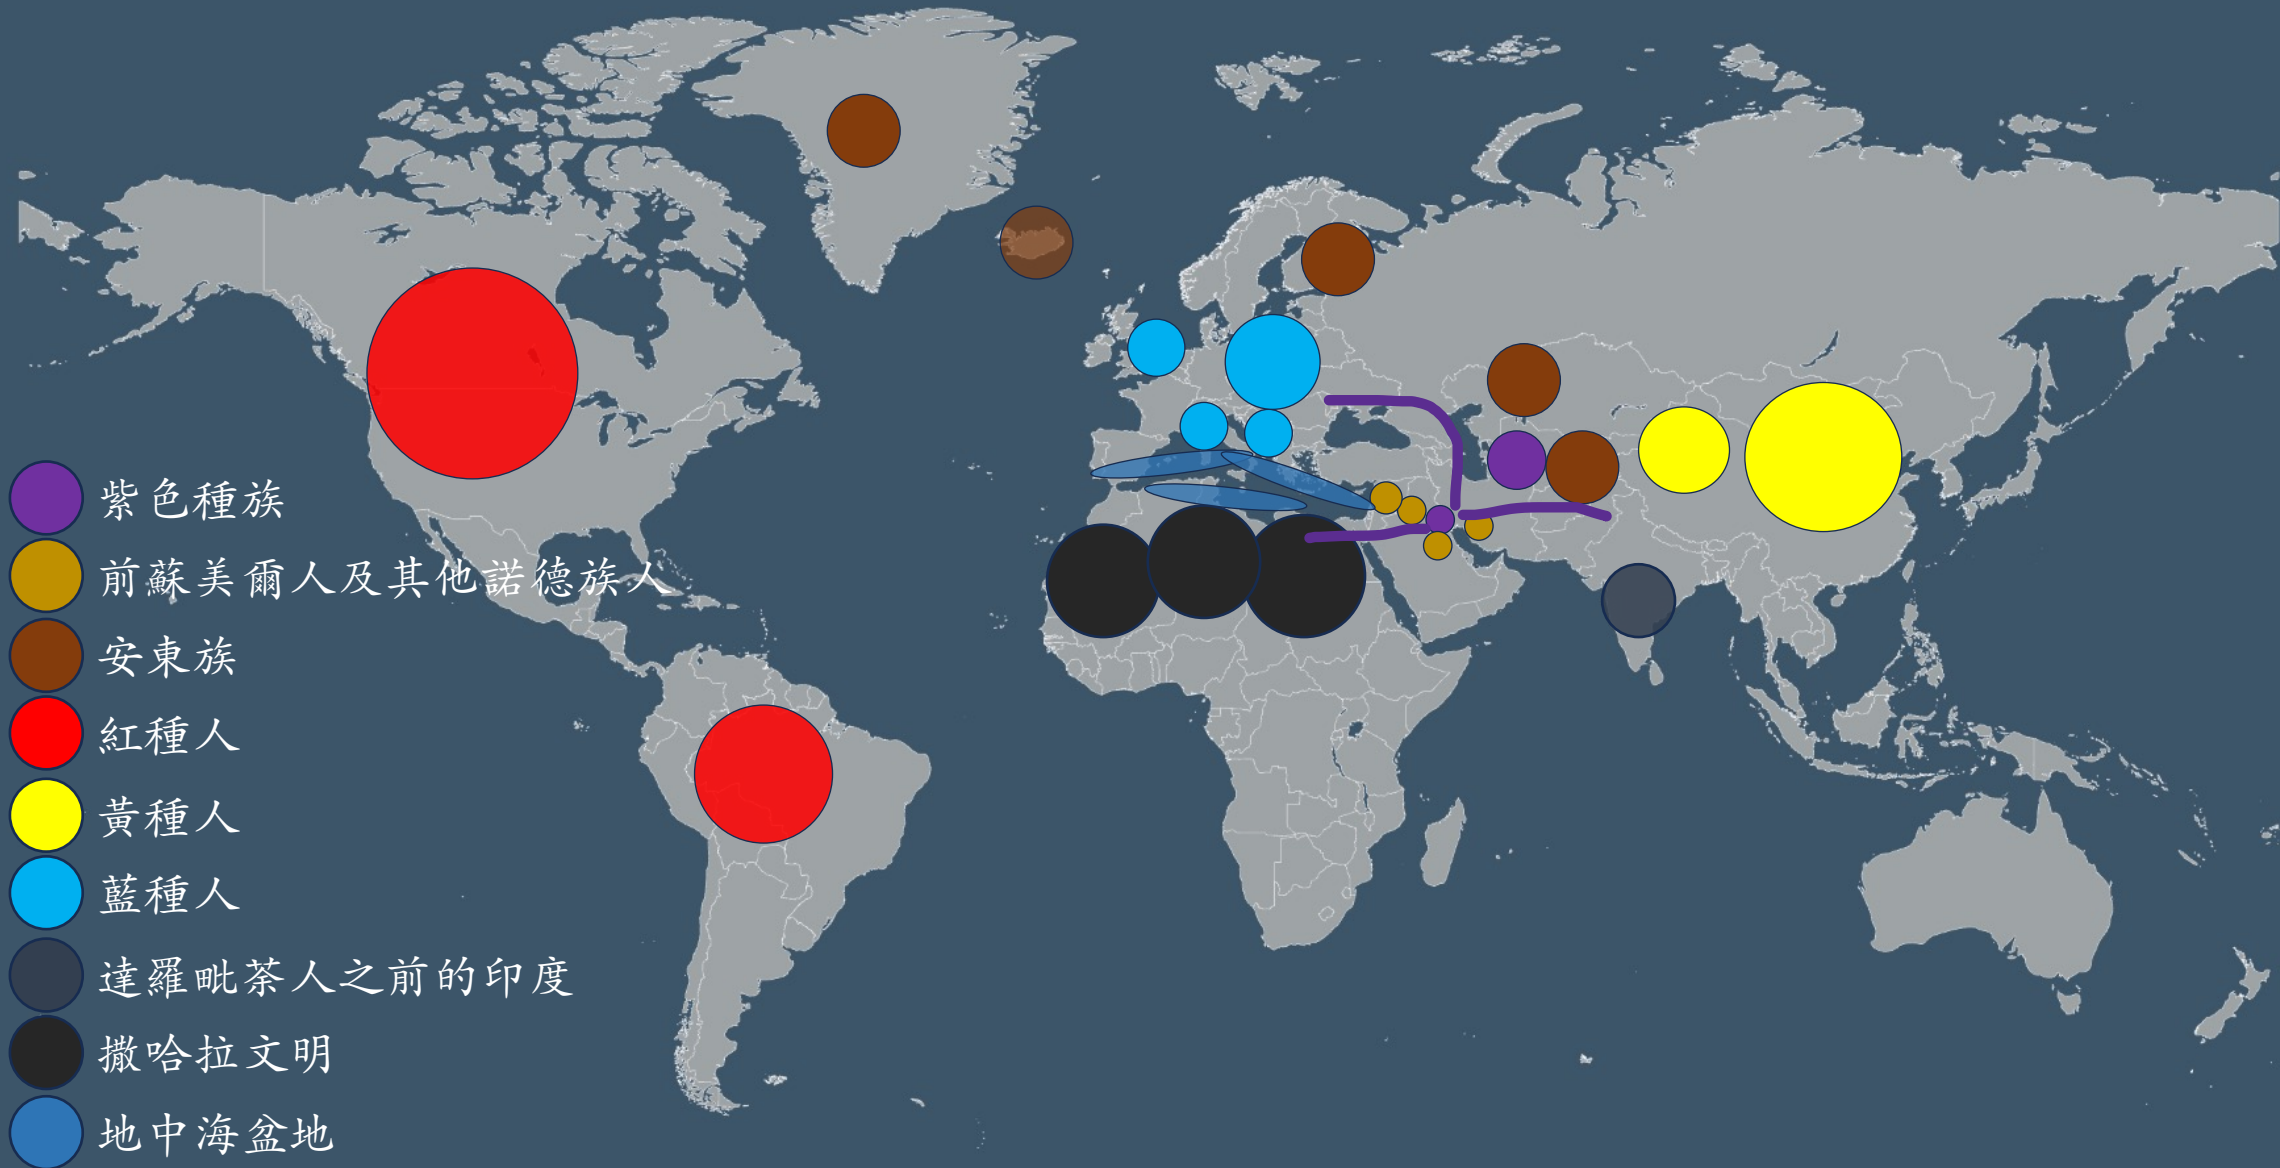 紫色種族
前蘇美爾人及其他諾德族人
安東族
紅種人
黃種人
藍種人
達羅毗荼人之前的印度
撒哈拉文明
地中海盆地